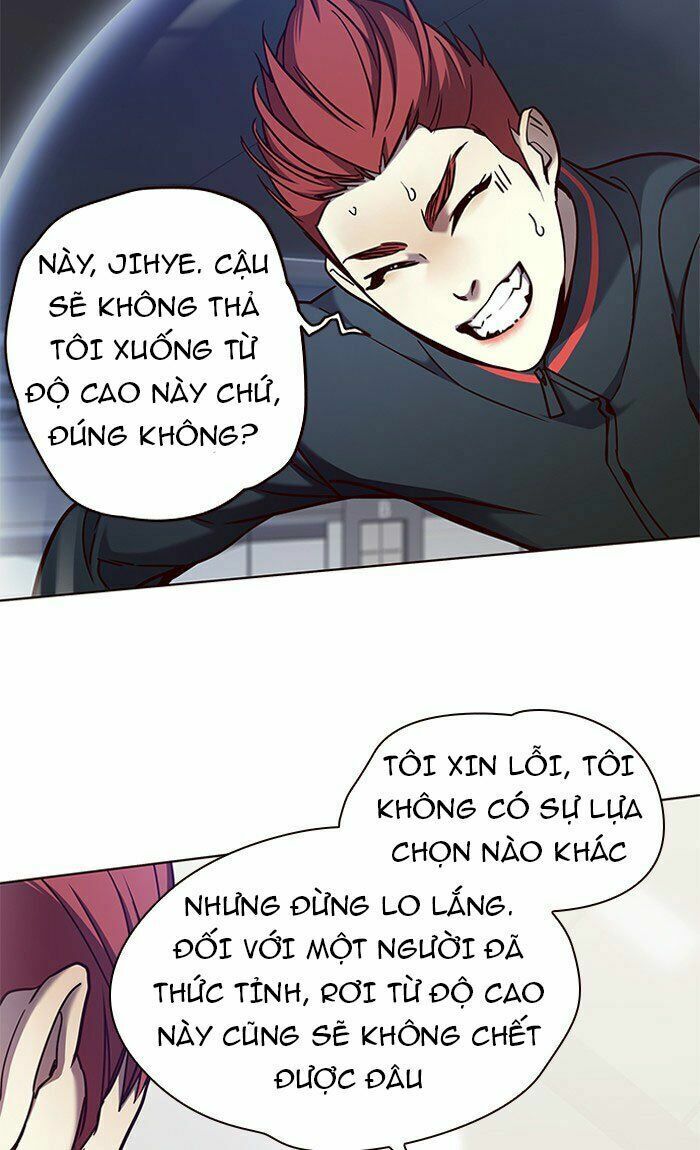 NÀY, JIHYE. CẬU
SẼ KHÔNG THẢ
TÔI XUỐNG TỪ
ĐỘ CAO NÀY CHỨ,
ĐÚNG KHÔNG?
TÔI XIN LỖI, TÔI
KHÔNG CÓ SỰ LỰA
CHỌN NÀO KHÁC
NHƯNG ĐỪNG LO LẮNG.
ĐỐI VỚI MỘT NGƯỜI ĐÃ
THỨC TỈNH, RƠI TỪ ĐỘ CAO
NÀY CŨNG SẼ KHÔNG CHẾT
ĐƯỢC ĐÂU